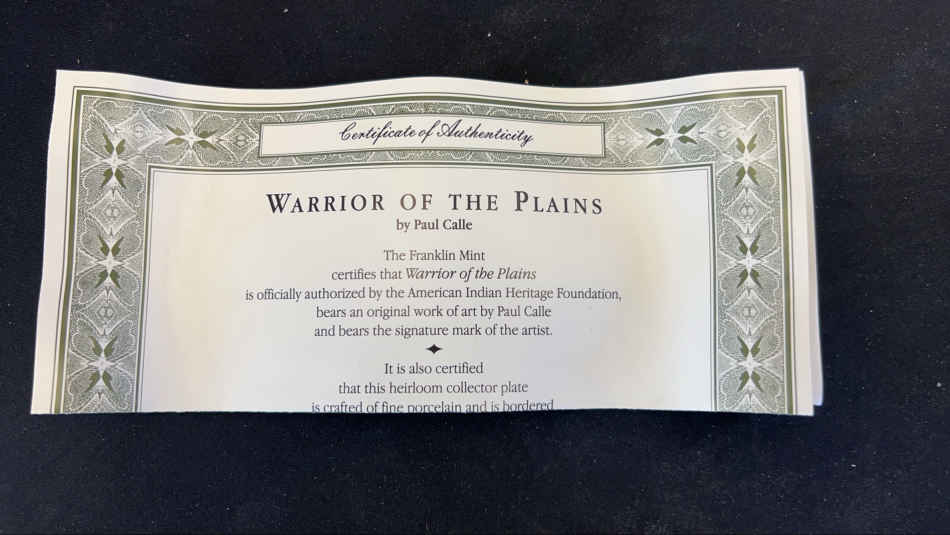 Certificate of Authenticity
WARRIOR OF THE PLAINS
by Paul Calle
The Franklin Mint
certifies that Warrior of the Plains
is officially authorized by the American Indian Heritage Foundation,
bears an original work of art by Paul Calle
and bears the signature mark of the artist.
It is also certified
that this heirloom collector plate
is crafted of fine porcelain and is bordered